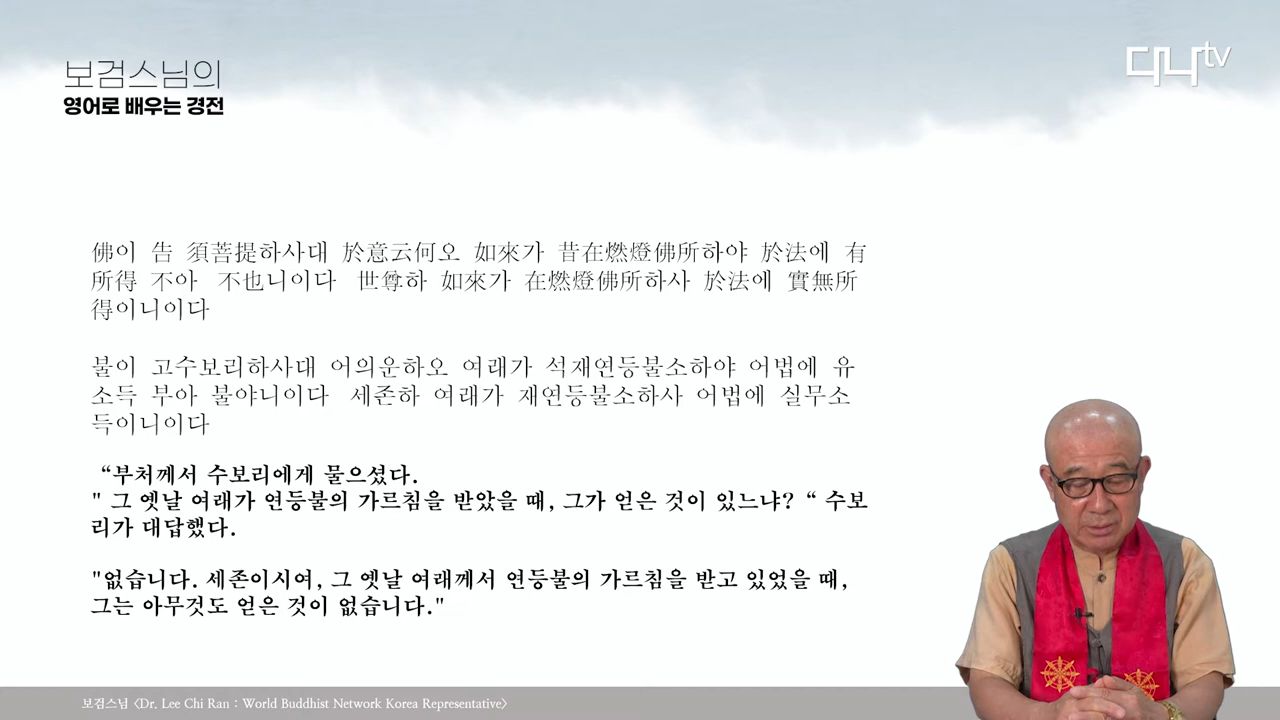 보검스님의
영어로 배우는 경전
다나tv
佛이 告 須菩提하사대 於意云何오 如來가 昔在燃燈佛所하야 於法에 有
所得 不아 不也니이다 世尊하 如來가 在燃燈佛所하사 於法에 實無所
得이니이다
불이 고수보리하사대 어의운하오 여래가 석재연등불소하야 어법에 유
소득 부아 불야니이다 세존하 여래가 재연등불소하사 어법에 실무소
득이니이다
“부처께서 수보리에게 물으셨다.
" 그 옛날 여래가 연등불의 가르침을 받았을 때, 그가 얻은 것이 있느냐? “ 수보
리가 대답했다.
"없습니다. 세존이시여, 그 옛날 여래께서 연등불의 가르침을 받고 있었을 때,
그는 아무것도 얻은 것이 없습니다."
보검스님 <Dr. Lee Chi Ran : World Buddhist Network Korea Representative>